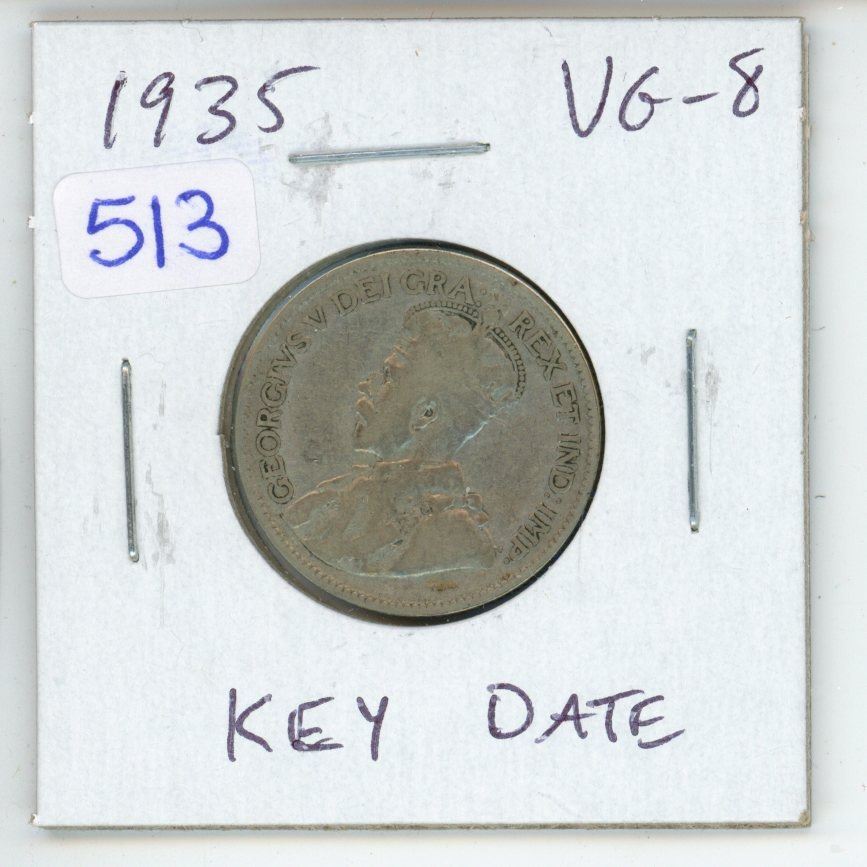 1935 VG-8
513
GEORGIVS V DEI GRA: REX ET IND: IMP:
KEY DATE